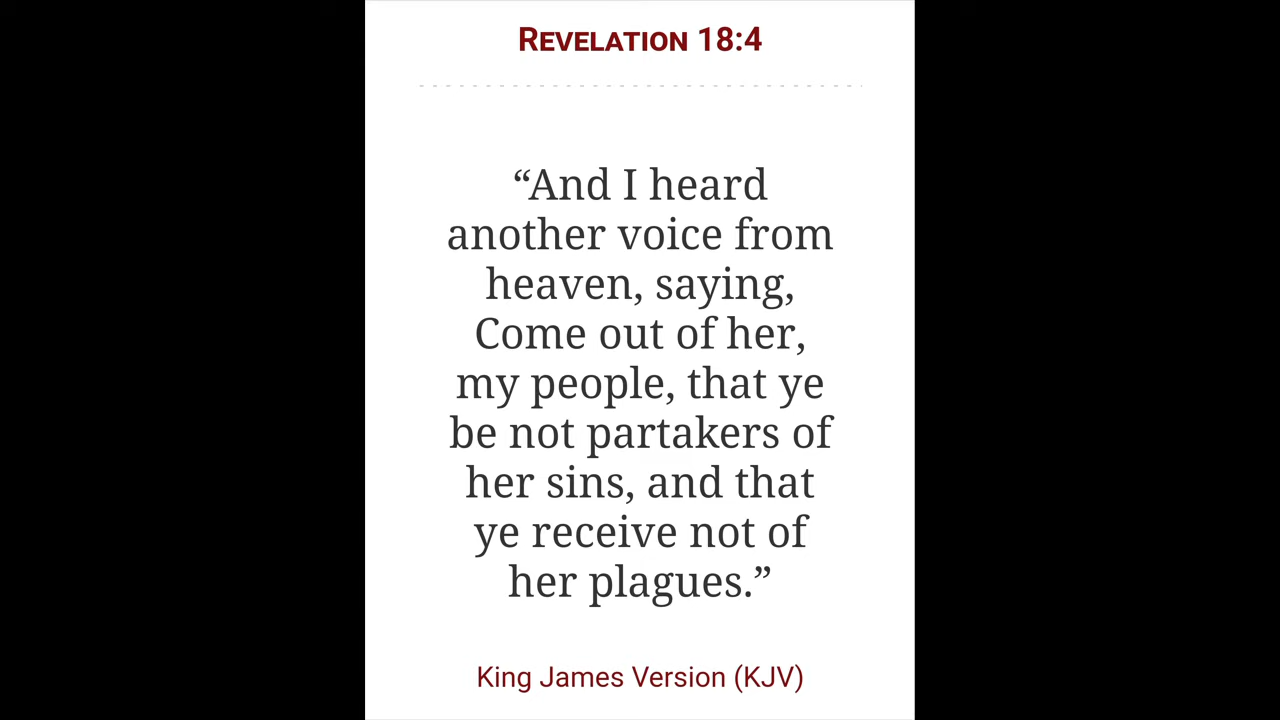 Revelation 18:4
“And I heard
another voice from
heaven, saying,
Come out of her,
my people, that ye
be not partakers of
her sins, and that
ye receive not of
her plagues.”
King James Version (KJV)